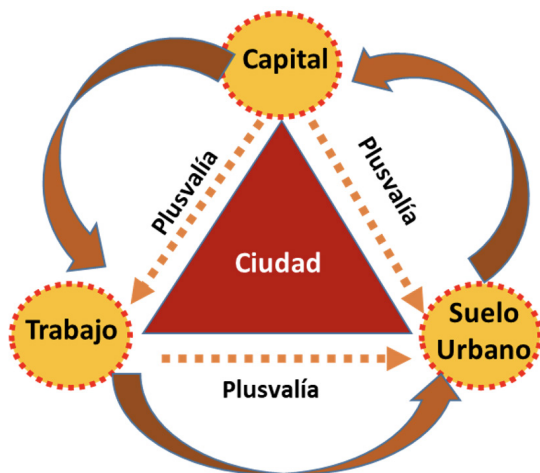 Capital
Plusvalía
Plusvalía
Ciudad
Trabajo
Suelo
Urbano
Plusvalía